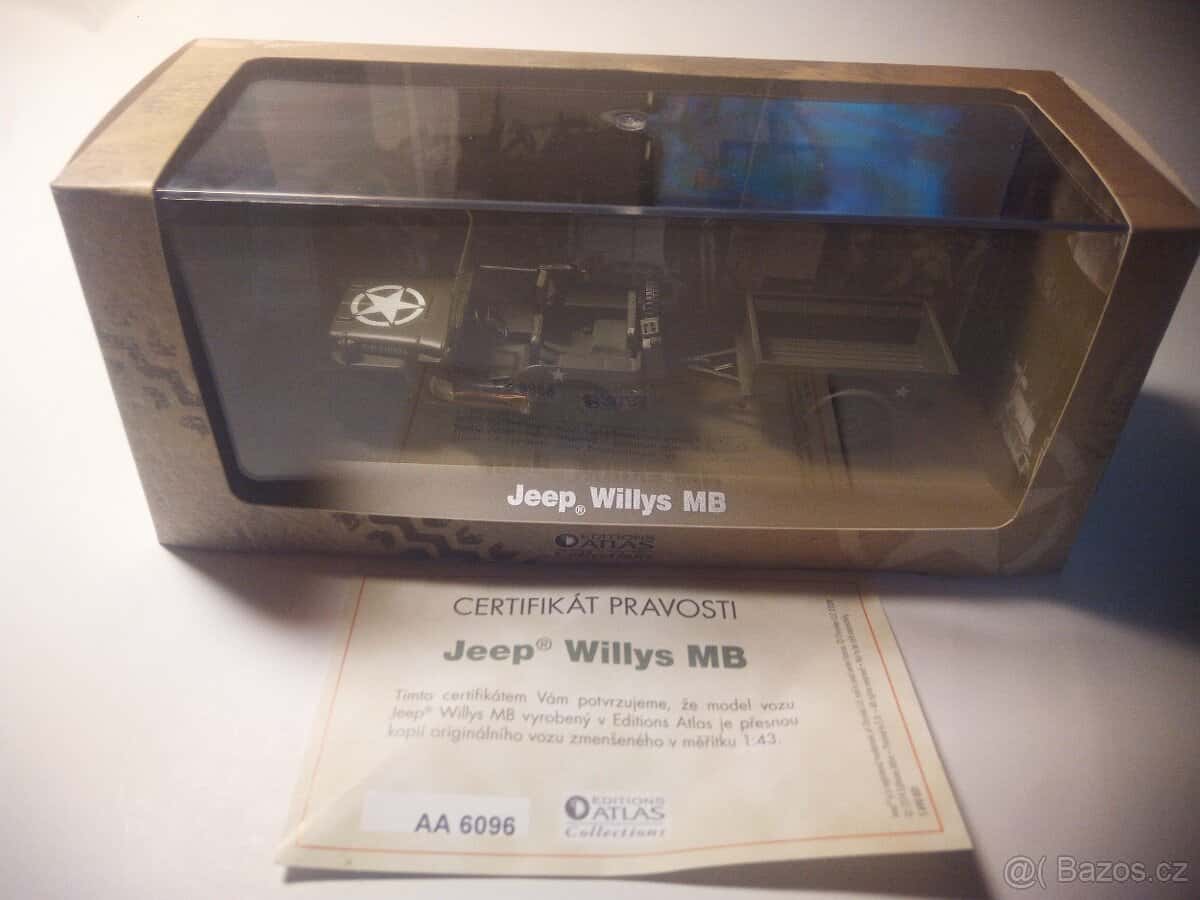 Jeep® Willys MB
EDITIONS
ATLAS
Collections
CERTIFIKÁT PRAVOSTI
Jeep® Willys MB
Tímto certifikátem Vám potvrzujeme, že model vozu
Jeep® Willys MB vyrobený v Editions Atlas je přesnou
kopií originálního vozu zmenšeného v měřítku 1:43.
AA 6096
EDITIONS
ATLAS
Collections
@( Bazos.cz